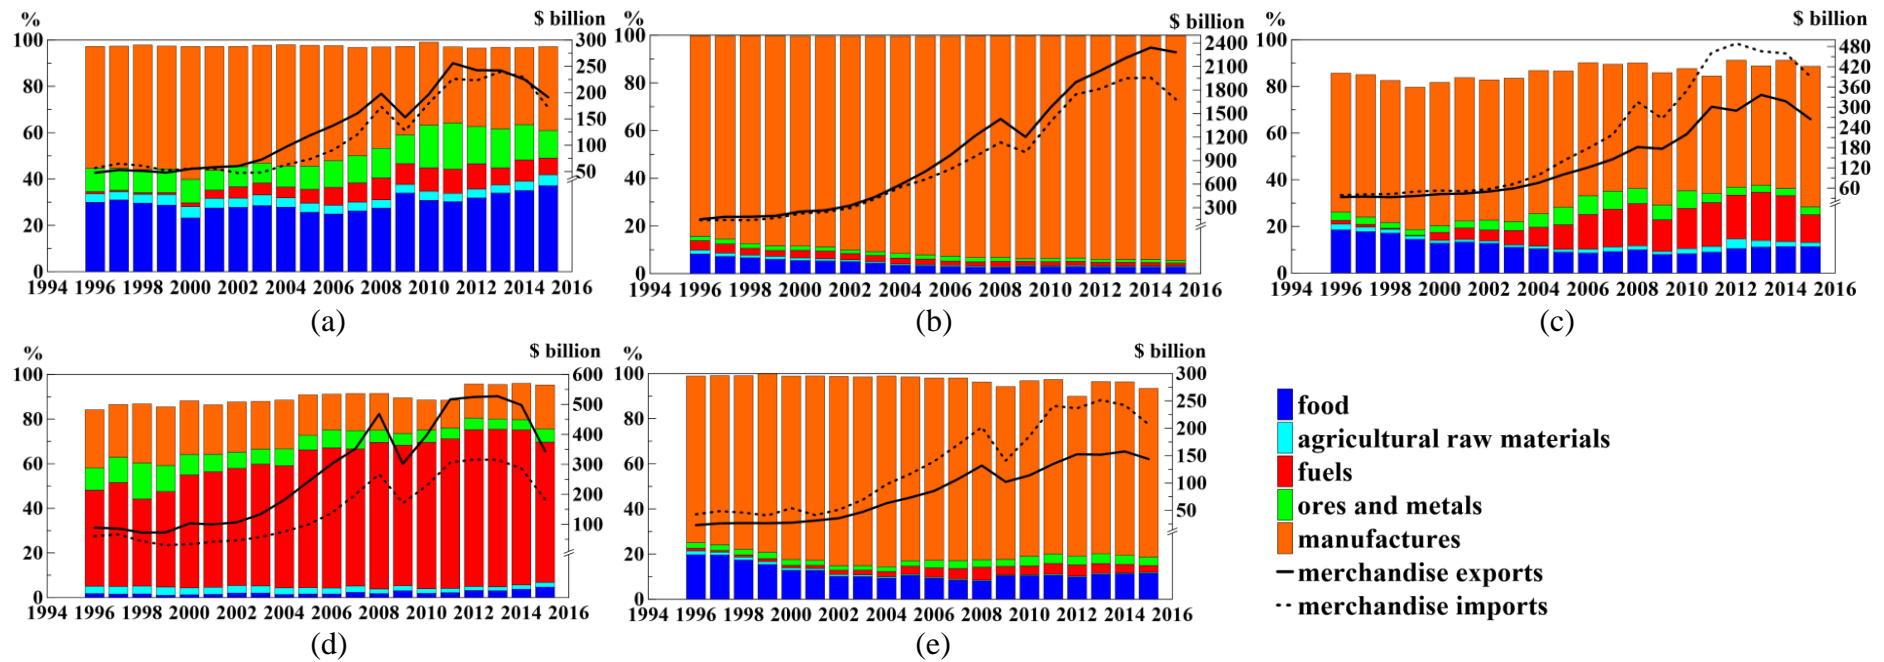 % $ billion
100 300
250
80
200
60
150
40
100
20
50
0
1994 1996 1998 2000 2002 2004 2006 2008 2010 2012 2014 2016
(a)
% $ billion
100 2400
2100
80
1800
60
1500
1200
40
900
600
20
300
0
1994 1996 1998 2000 2002 2004 2006 2008 2010 2012 2014 2016
(b)
% $ billion
100 480
420
80
360
60
300
240
40
180
120
20
60
0
1994 1996 1998 2000 2002 2004 2006 2008 2010 2012 2014 2016
(c)
% $ billion
100 600
500
80
400
60
300
40
200
20
100
0
1994 1996 1998 2000 2002 2004 2006 2008 2010 2012 2014 2016
(d)
% $ billion
100 300
250
80
200
60
150
40
100
20
50
0
1994 1996 1998 2000 2002 2004 2006 2008 2010 2012 2014 2016
(e)
food
agricultural raw materials
fuels
ores and metals
manufactures
merchandise exports
merchandise imports